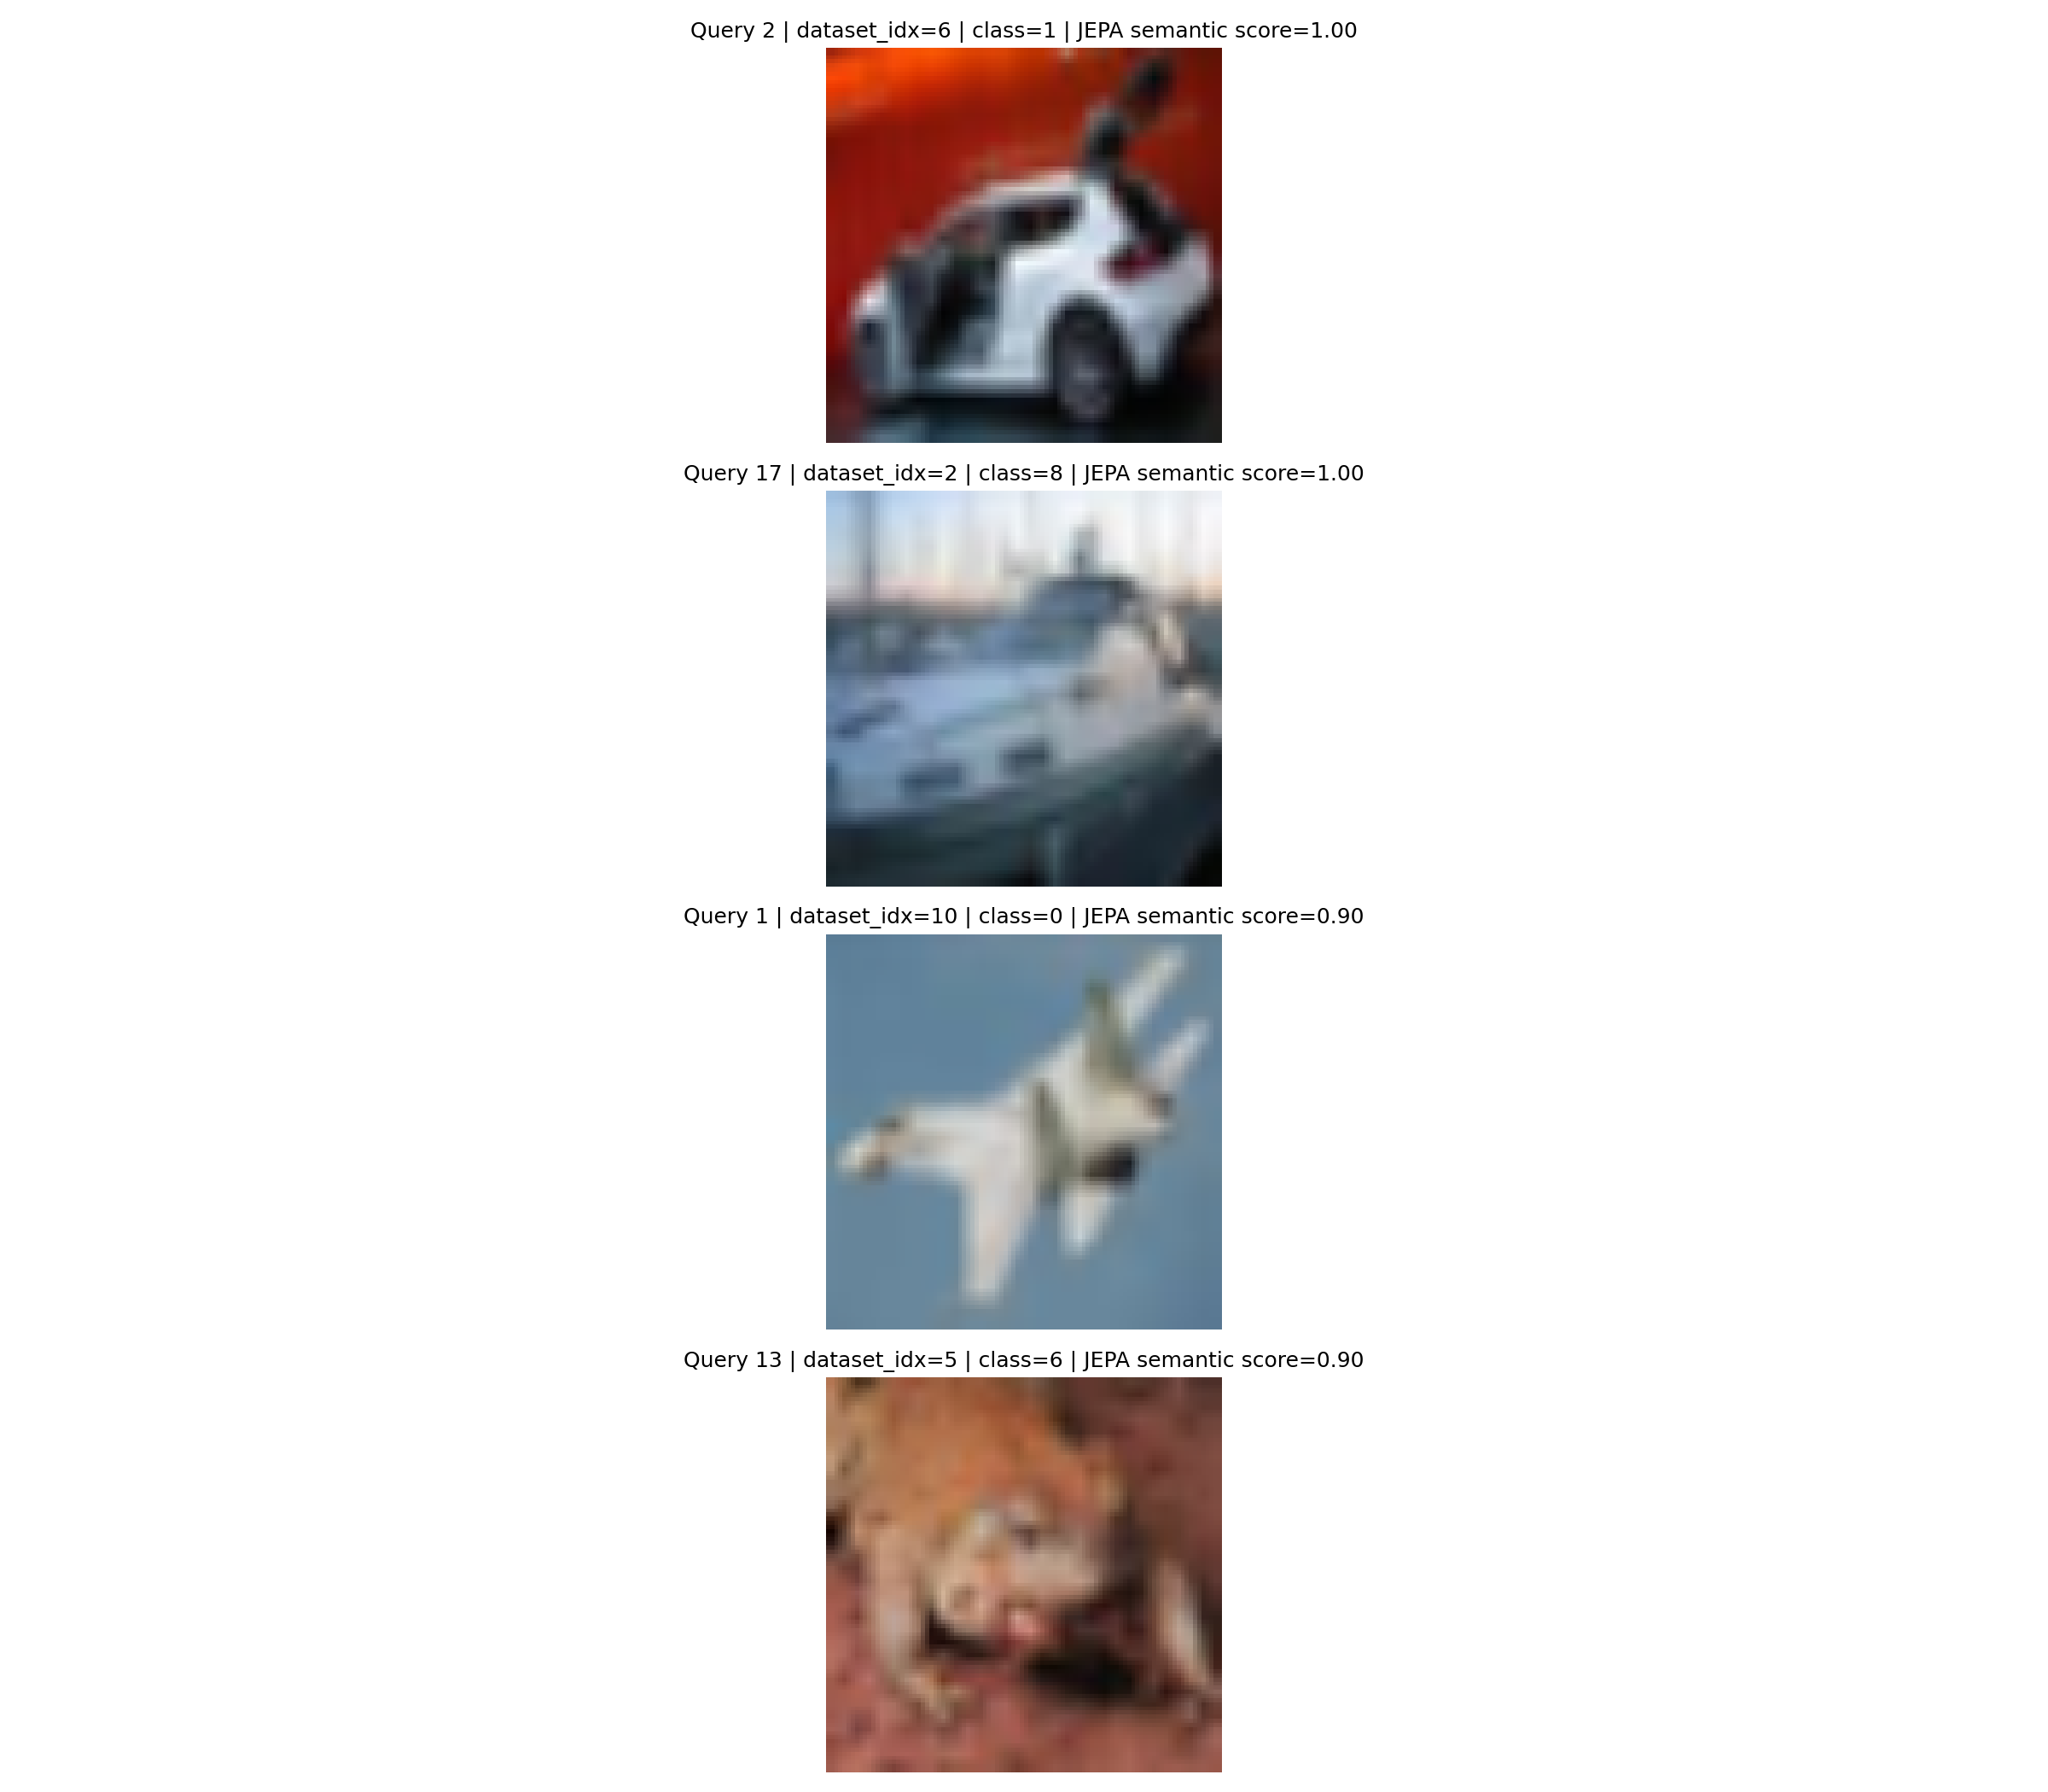 Query 2 | dataset_idx=6 | class=1 | JEPA semantic score=1.00
Query 17 | dataset_idx=2 | class=8 | JEPA semantic score=1.00
Query 1 | dataset_idx=10 | class=0 | JEPA semantic score=0.90
Query 13 | dataset_idx=5 | class=6 | JEPA semantic score=0.90